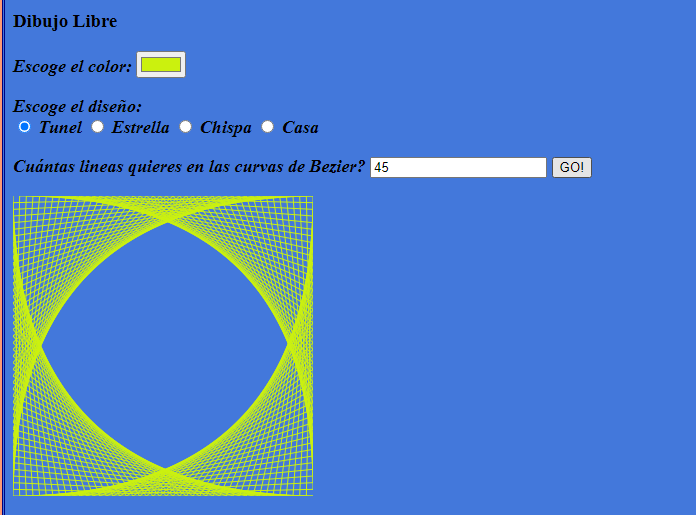 Dibujo Libre
Escoge el color:
Escoge el diseño:
Tunel Estrella Chispa Casa
Cuántas lineas quieres en las curvas de Bezier? 45 GO!